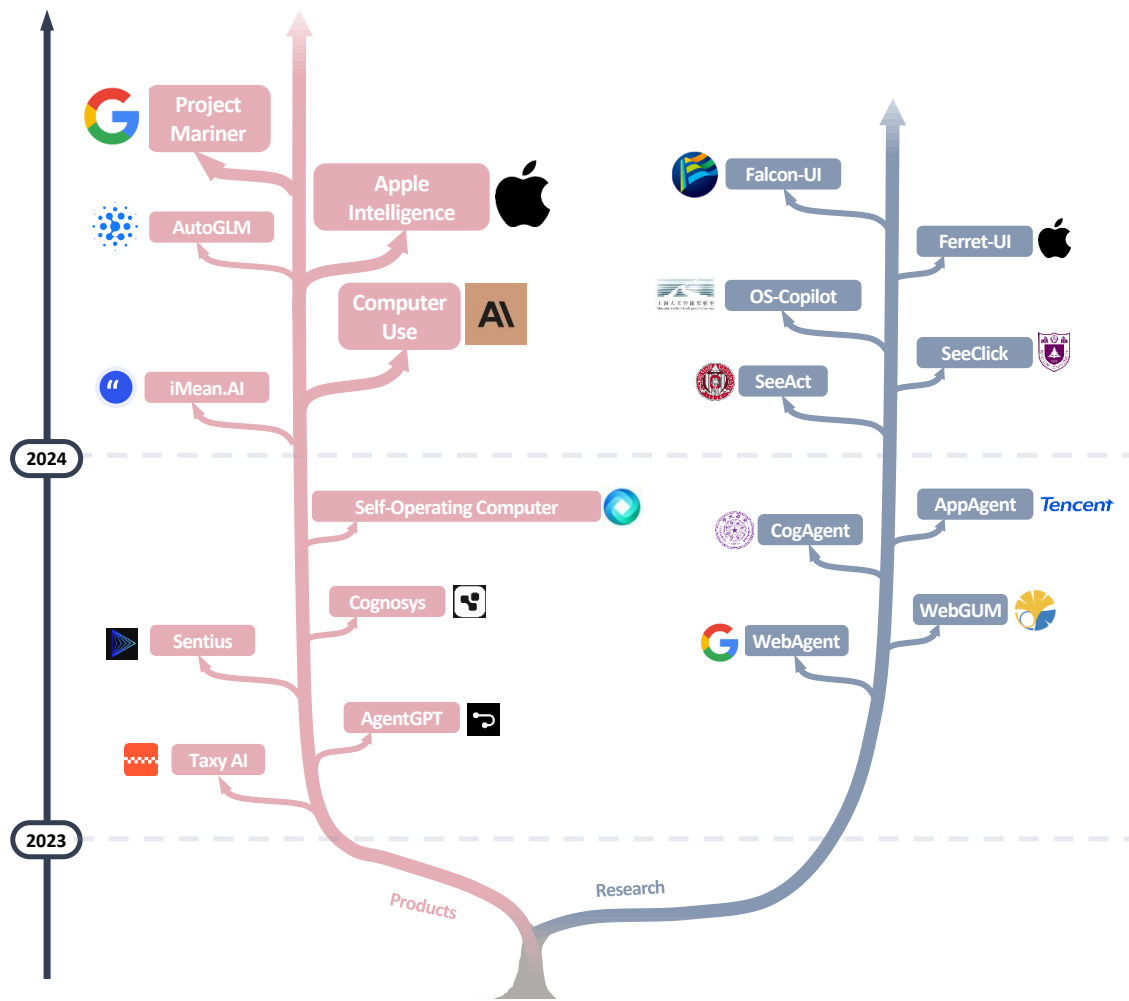 Project
Mariner
Apple
Intelligence
Falcon-UI
AutoGLM
Ferret-UI
OS-Copilot
Computer
Use
AI
SeeClick
SeeAct
iMean.AI
2024
Self-Operating Computer
AppAgent
Tencent
CogAgent
Cognosys
WebGUM
Sentius
WebAgent
AgentGPT
Taxy AI
2023
Research
Products